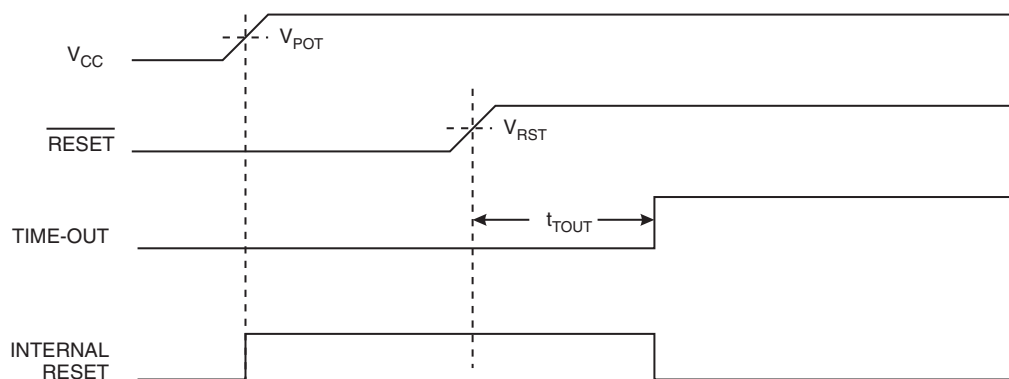 V_CC
V_POT
RESET
V_RST
TIME-OUT
t_TOUT
INTERNAL
RESET